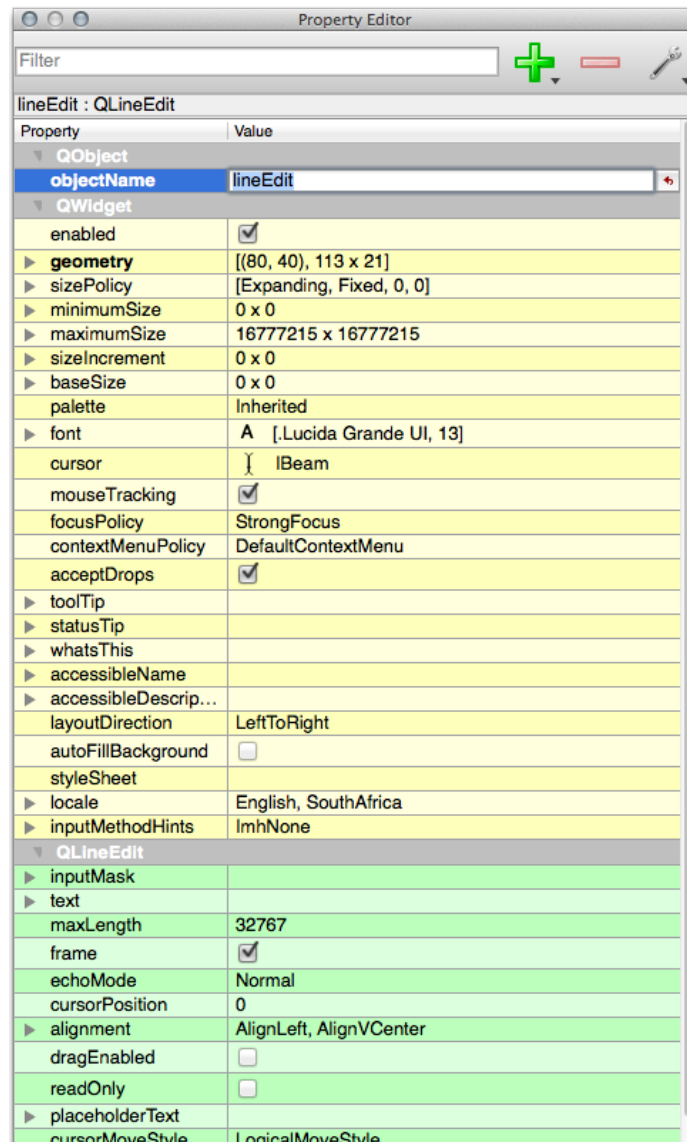 Property Editor
Filter
lineEdit : QLineEdit
Property Value
QObject
objectName lineEdit
QWidget
enabled
geometry [(80, 40), 113 x 21]
sizePolicy [Expanding, Fixed, 0, 0]
minimumSize 0 x 0
maximumSize 16777215 x 16777215
sizeIncrement 0 x 0
baseSize 0 x 0
palette Inherited
font A [.Lucida Grande UI, 13]
cursor IBeam
mouseTracking
focusPolicy StrongFocus
contextMenuPolicy DefaultContextMenu
acceptDrops
toolTip
statusTip
whatsThis
accessibleName
accessibleDescrip...
layoutDirection LeftToRight
autoFillBackground
styleSheet
locale English, SouthAfrica
inputMethodHints ImhNone
QLineEdit
inputMask
text
maxLength 32767
frame
echoMode Normal
cursorPosition 0
alignment AlignLeft, AlignVCenter
dragEnabled
readOnly
placeholderText
cursorMoveStyle LogicalMoveStyle